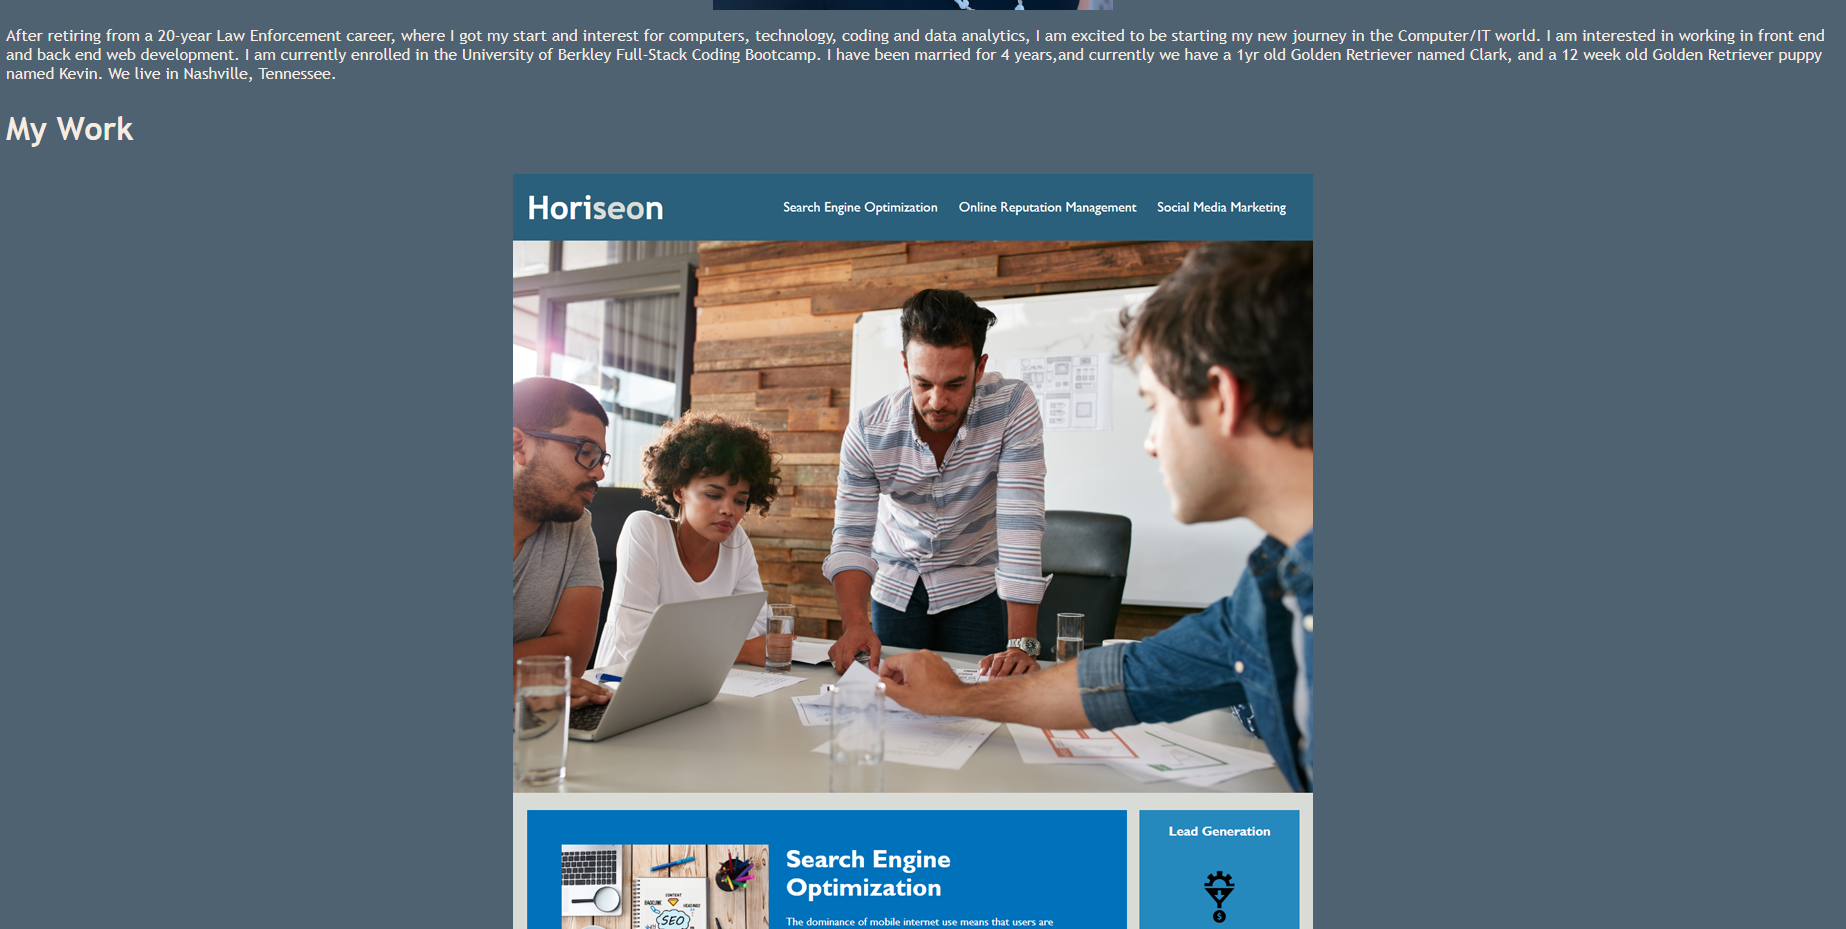 After retiring from a 20-year Law Enforcement career, where I got my start and interest for computers, technology, coding and data analytics, I am excited to be starting my new journey in the Computer/IT world. I am interested in working in front end
and back end web development. I am currently enrolled in the University of Berkley Full-Stack Coding Bootcamp. I have been married for 4 years,and currently we have a 1yr old Golden Retriever named Clark, and a 12 week old Golden Retriever puppy
named Kevin. We live in Nashville, Tennessee.
My Work
Horiseon
Search Engine Optimization
Online Reputation Management
Social Media Marketing
Search Engine
Optimization
The dominance of mobile internet use means that users are
Lead Generation
CONTENT
BACKLINK
HEADINGS
SEO